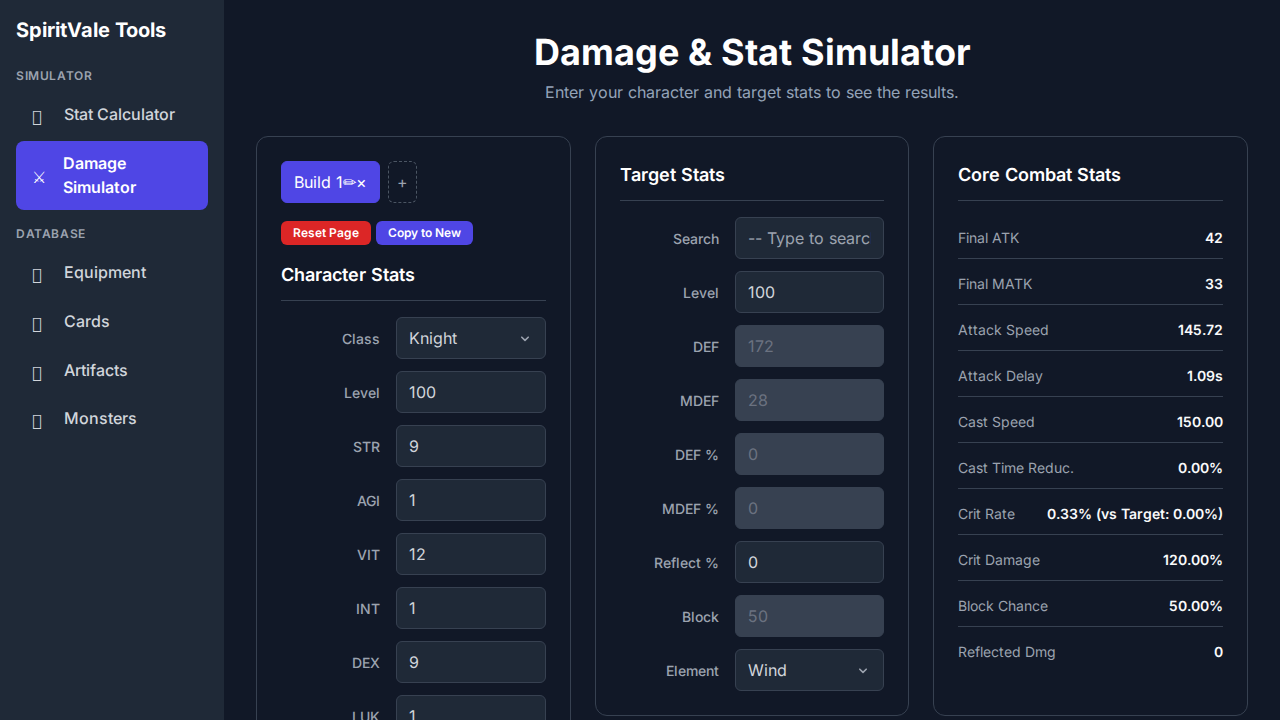 SpiritVale Tools
SIMULATOR
Stat Calculator
⚔ Damage
Simulator
DATABASE
Equipment
Cards
Artifacts
Monsters
Damage & Stat Simulator
Enter your character and target stats to see the results.
Build 1✏× +
Reset Page Copy to New
Character Stats
Class Knight
Level 100
STR 9
AGI 1
VIT 12
INT 1
DEX 9
LUK 1
Target Stats
Search -- Type to searc
Level 100
DEF 172
MDEF 28
DEF % 0
MDEF % 0
Reflect % 0
Block 50
Element Wind
Core Combat Stats
Final ATK 42
Final MATK 33
Attack Speed 145.72
Attack Delay 1.09s
Cast Speed 150.00
Cast Time Reduc. 0.00%
Crit Rate 0.33% (vs Target: 0.00%)
Crit Damage 120.00%
Block Chance 50.00%
Reflected Dmg 0